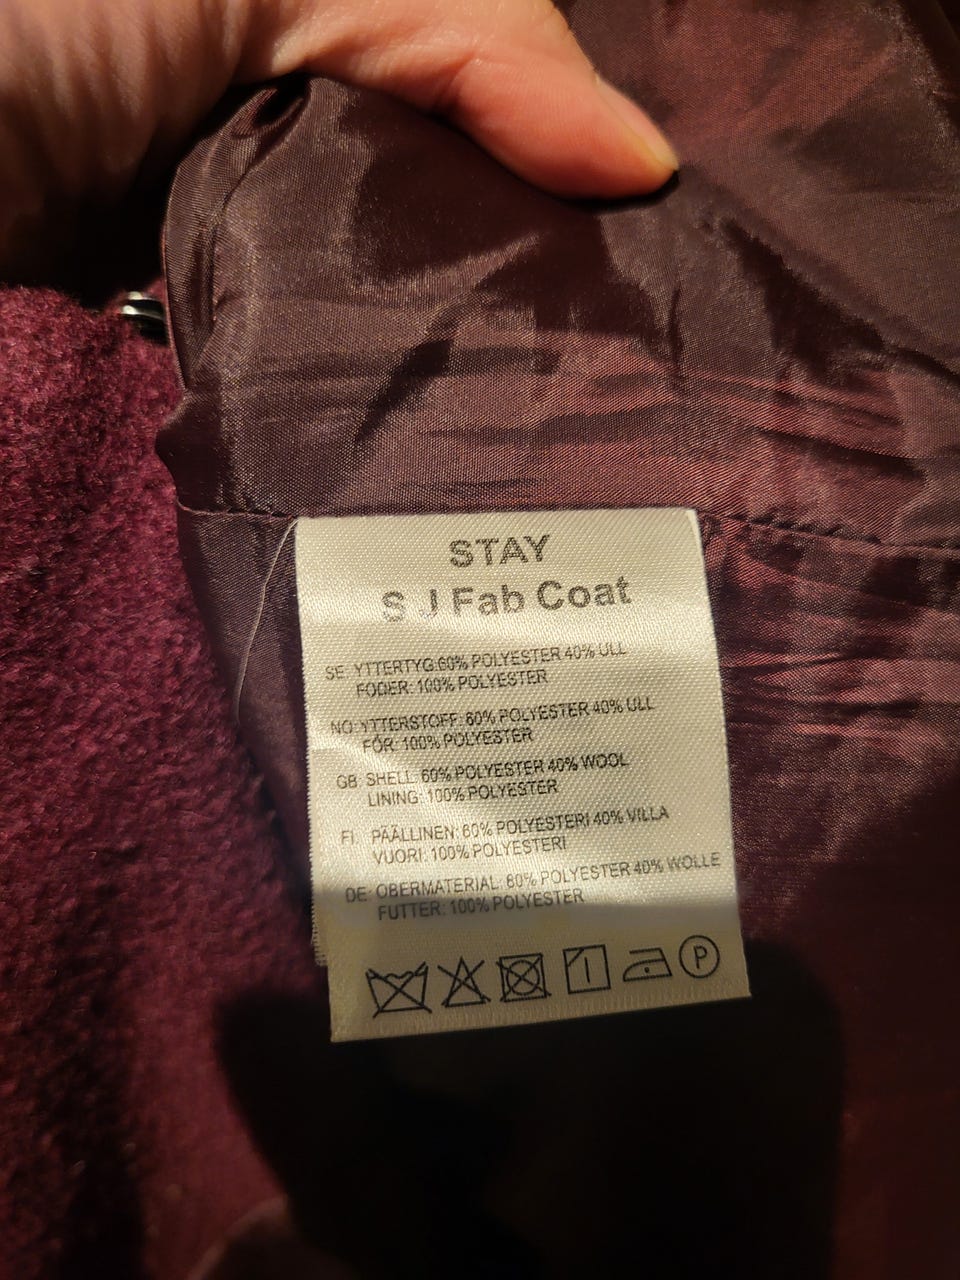 STAY
S J Fab Coat
SE: YTTERTYG:60% POLYESTER 40% ULL
FODER: 100% POLYESTER
NO: YTTERSTOFF: 60% POLYESTER 40% ULL
FÓR: 100% POLYESTER
GB: SHELL: 60% POLYESTER 40% WOOL
LINING: 100% POLYESTER
FI: PÄÄLLINEN: 60% POLYESTERI 40% VILLA
VUORI: 100% POLYESTERI
DE: OBERMATERIAL: 60% POLYESTER 40% WOLLE
FUTTER: 100% POLYESTER
P